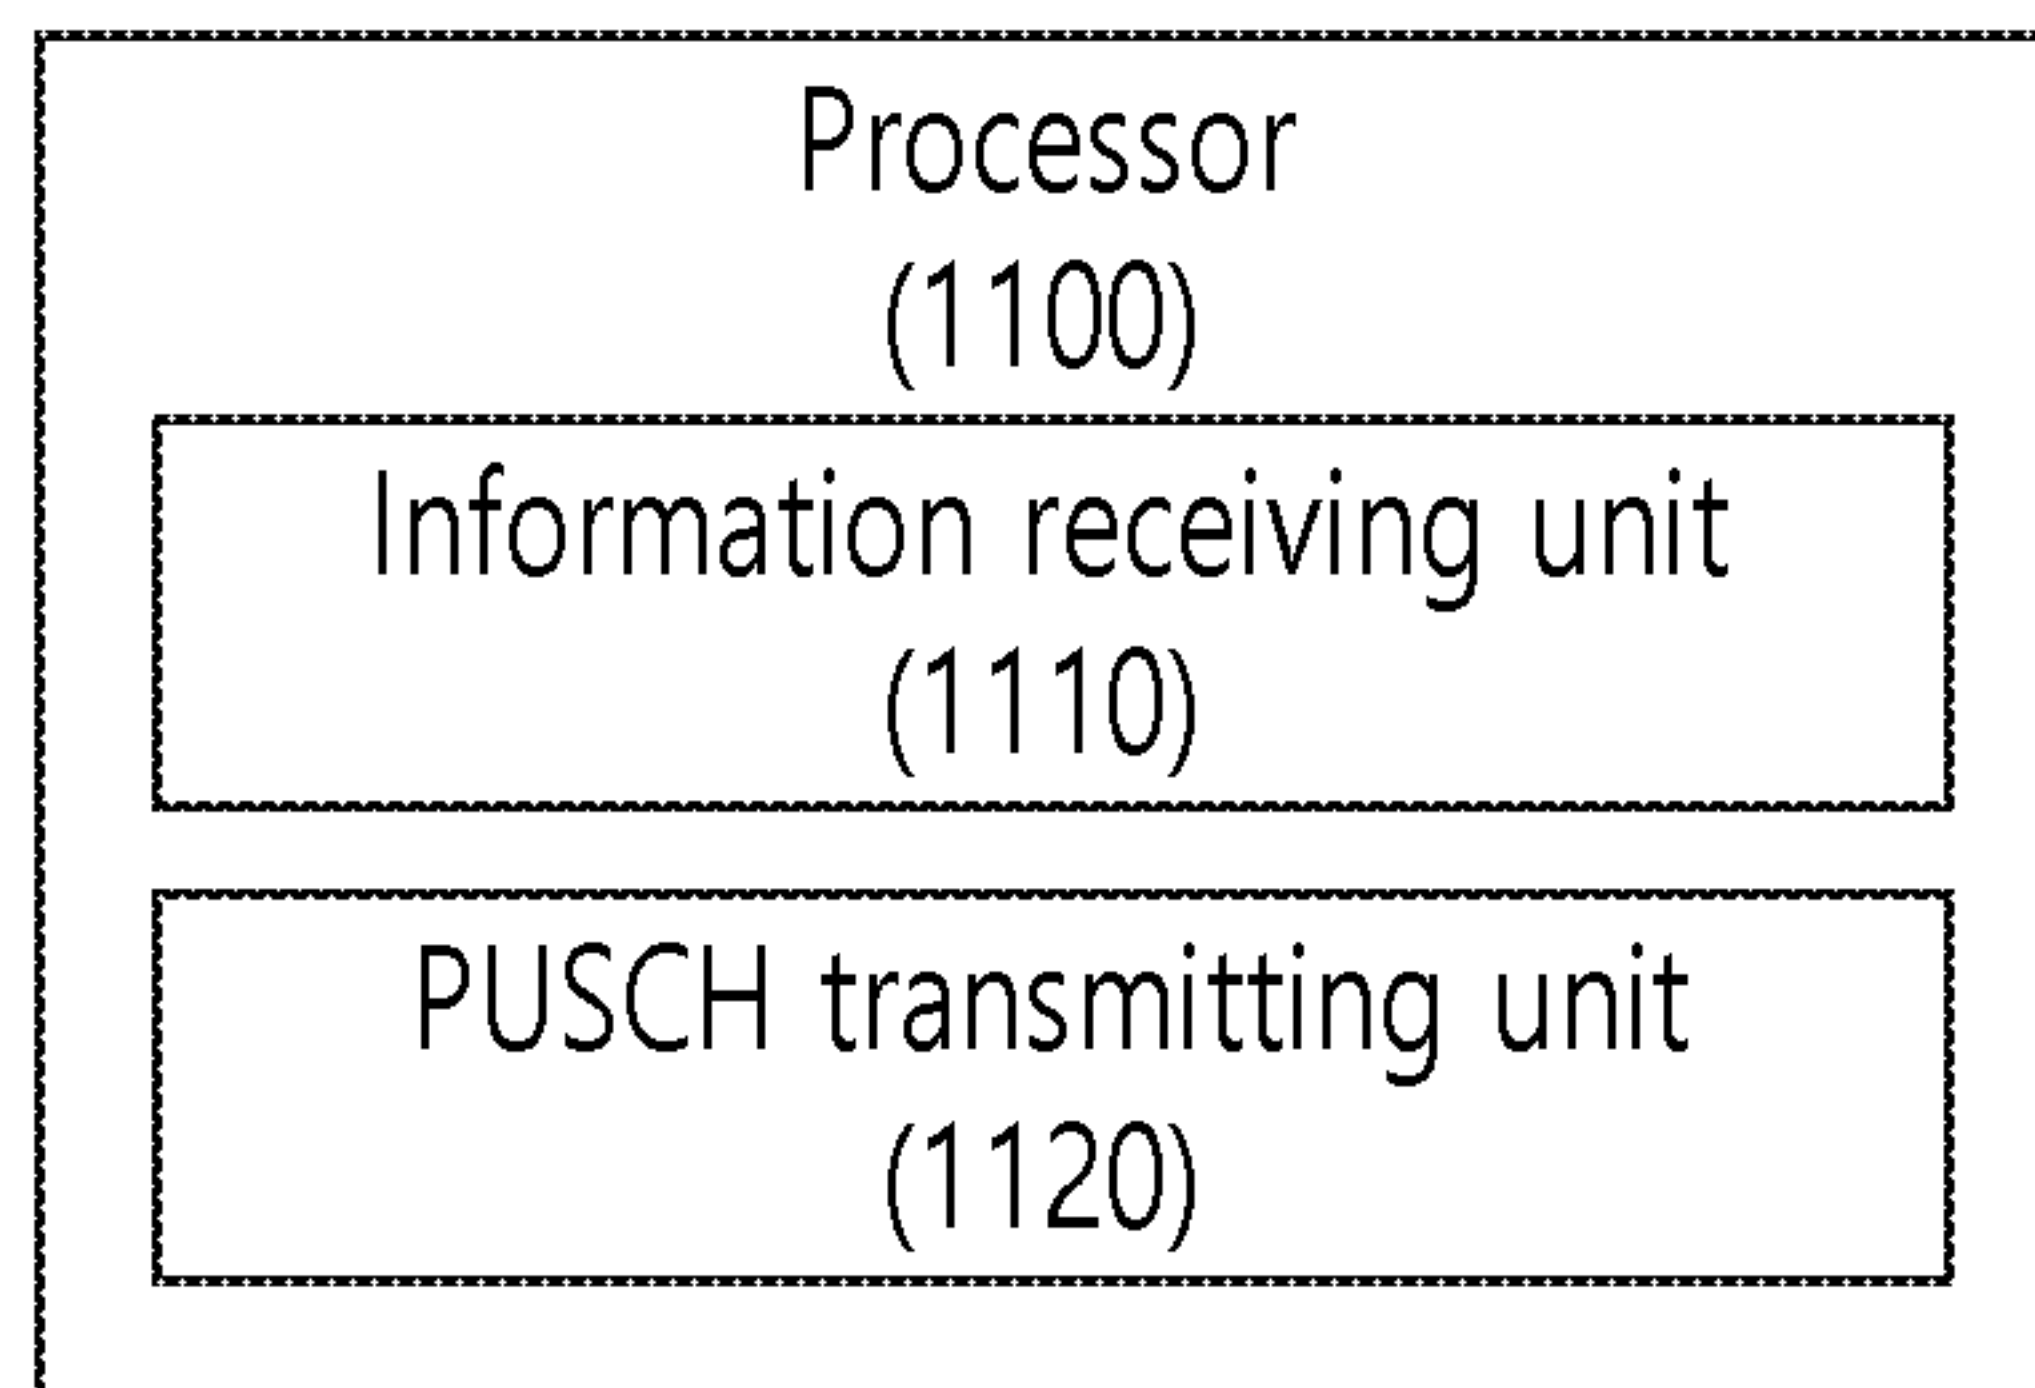 Processor
(1100)
Information receiving unit
(1110)
PUSCH transmitting unit
(1120)